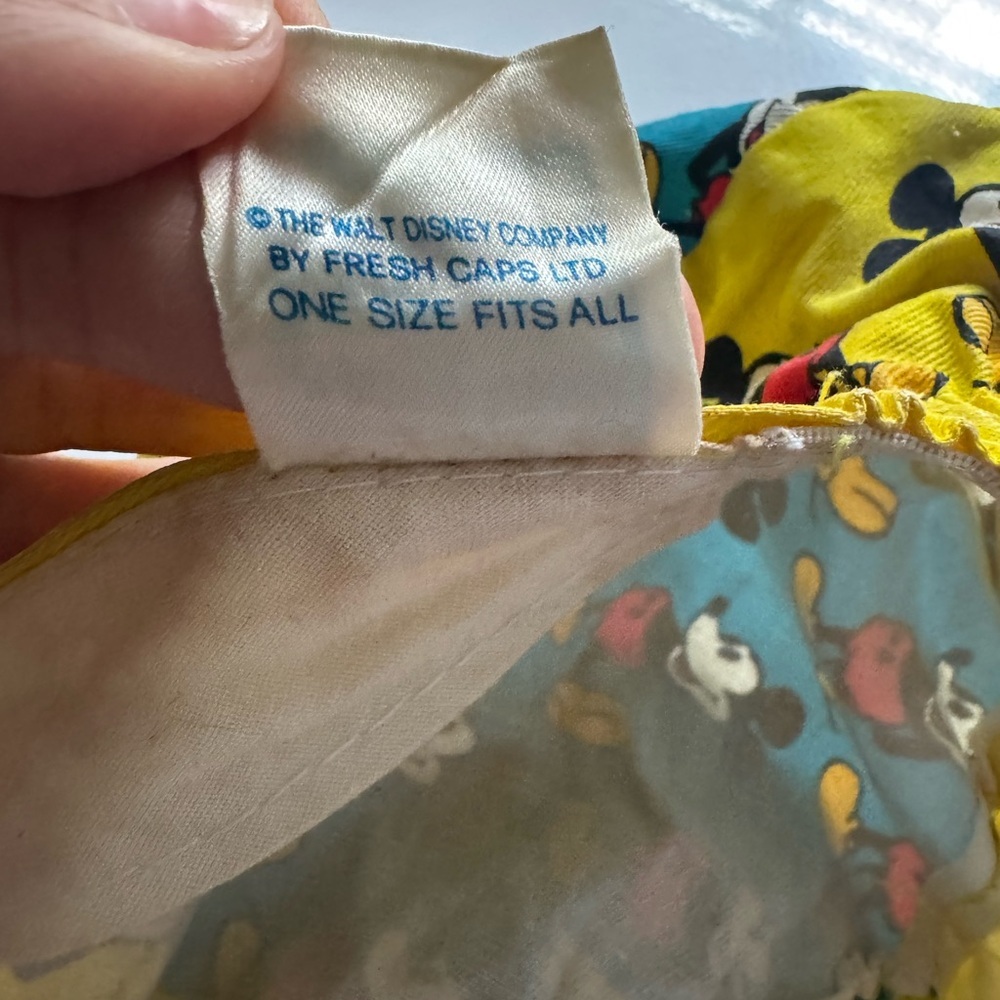 © THE WALT DISNEY COMPANY
BY FRESH CAPS LTD
ONE SIZE FITS ALL